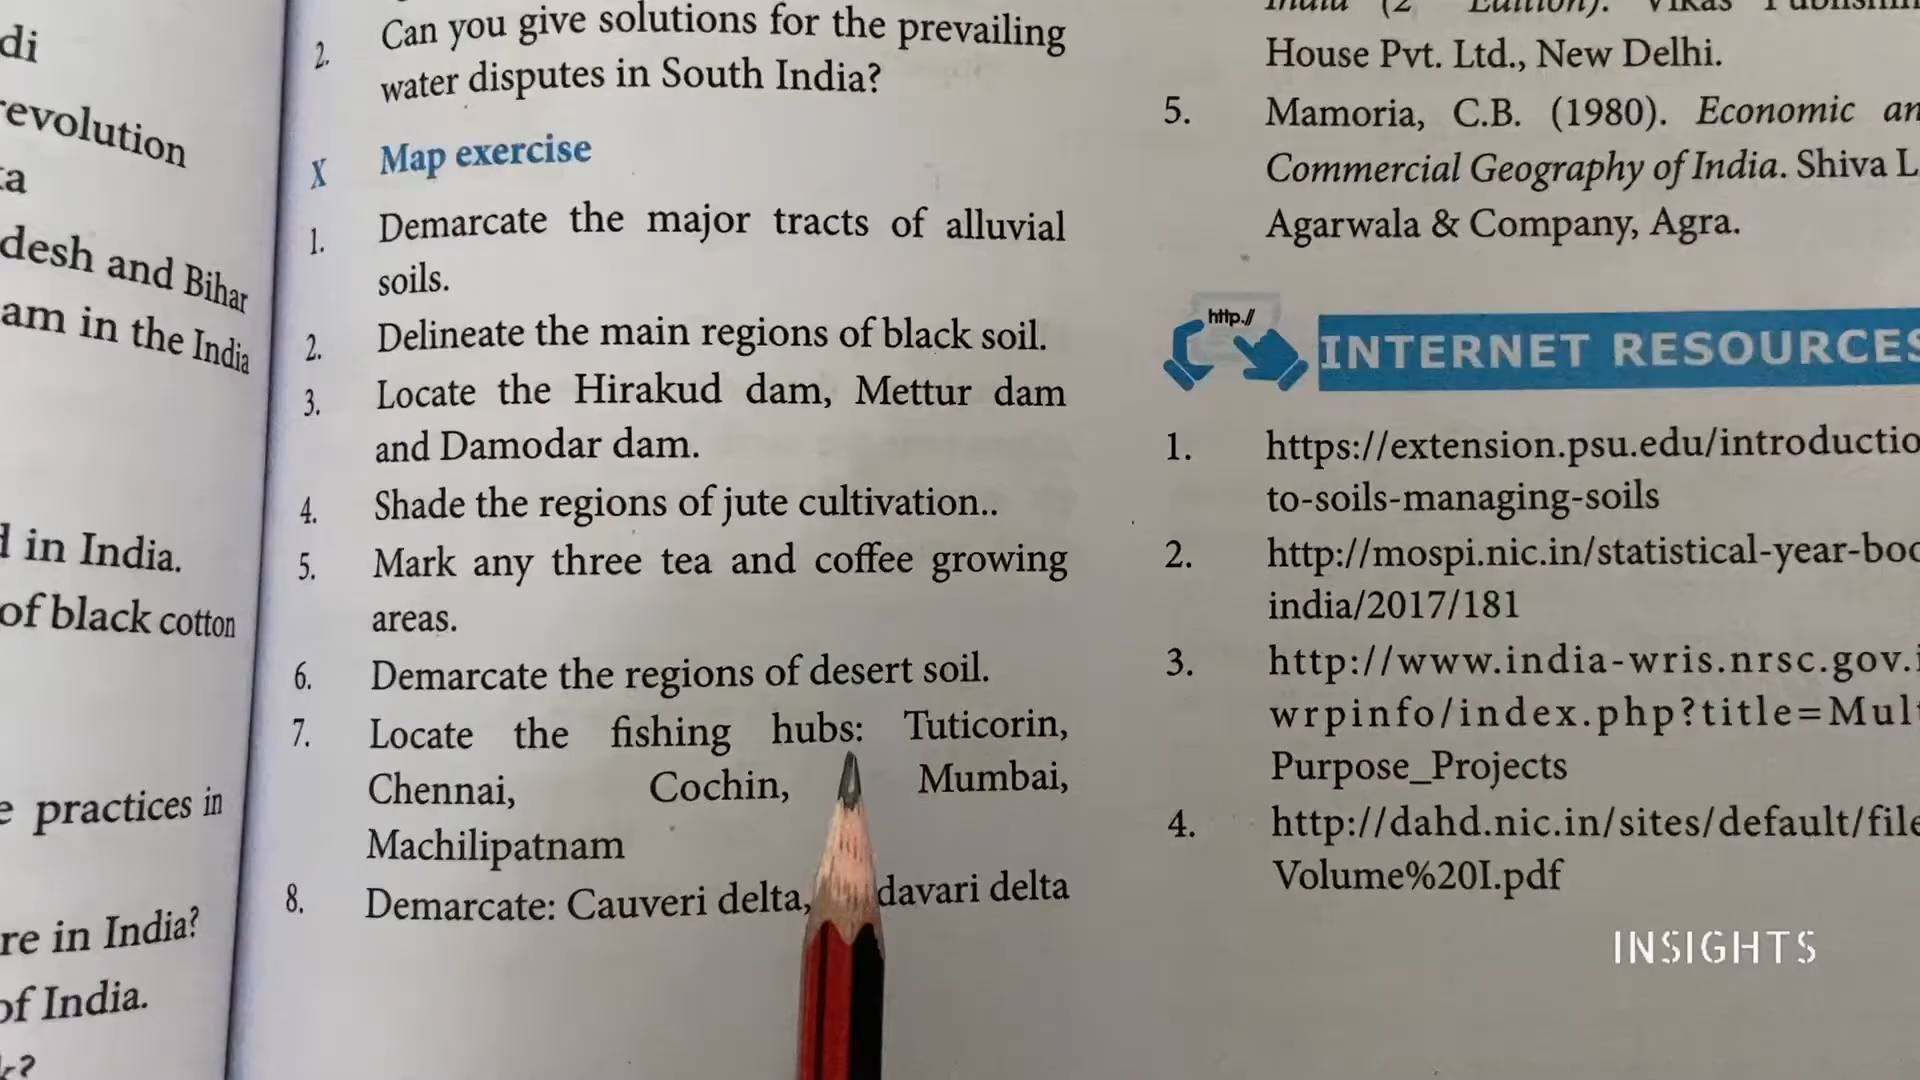 di
evolution
ta
desh and Bihar
am in the India
in India.
of black cotton
practices in
re in India?
of India.
2. Can you give solutions for the prevailing
water disputes in South India?
X Map exercise
1. Demarcate the major tracts of alluvial
soils.
2. Delineate the main regions of black soil.
3. Locate the Hirakud dam, Mettur dam
and Damodar dam.
4. Shade the regions of jute cultivation..
5. Mark any three tea and coffee growing
areas.
6. Demarcate the regions of desert soil.
7. Locate the fishing hubs: Tuticorin,
Chennai, Cochin, Mumbai,
Machilipatnam
8. Demarcate: Cauveri delta, davari delta
India (2 Edition). Vikas Publishin
House Pvt. Ltd., New Delhi.
5. Mamoria, C.B. (1980). Economic an
Commercial Geography of India. Shiva L
Agarwala & Company, Agra.
http://
INTERNET RESOURCES
1. https://extension.psu.edu/introductio
to-soils-managing-soils
2. http://mospi.nic.in/statistical-year-boo
india/2017/181
3. http://www.india-wris.nrsc.gov.i
wrpinfo/index.php?title=Mul
Purpose_Projects
4. http://dahd.nic.in/sites/default/file
Volume%20I.pdf
INSIGHTS